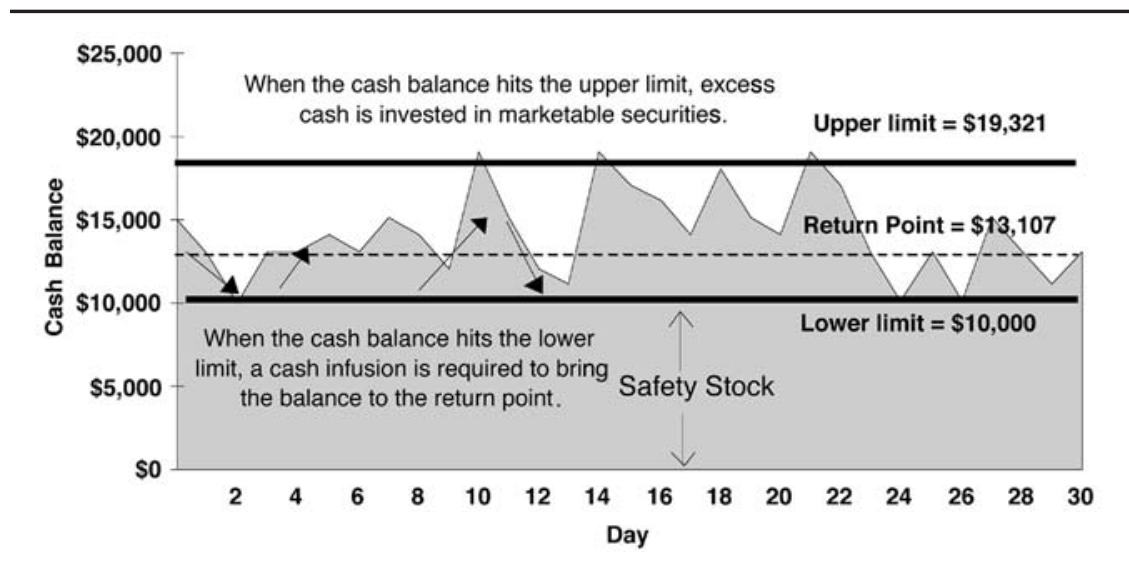 $25,000
When the cash balance hits the upper limit, excess
cash is invested in marketable securities.
Upper limit = $19,321
$20,000
Cash Balance
$15,000
Return Point = $13,107
$10,000
Lower limit = $10,000
When the cash balance hits the lower
limit, a cash infusion is required to bring
the balance to the return point.
$5,000
Safety Stock
$0
2 4 6 8 10 12 14 16 18 20 22 24 26 28 30
Day